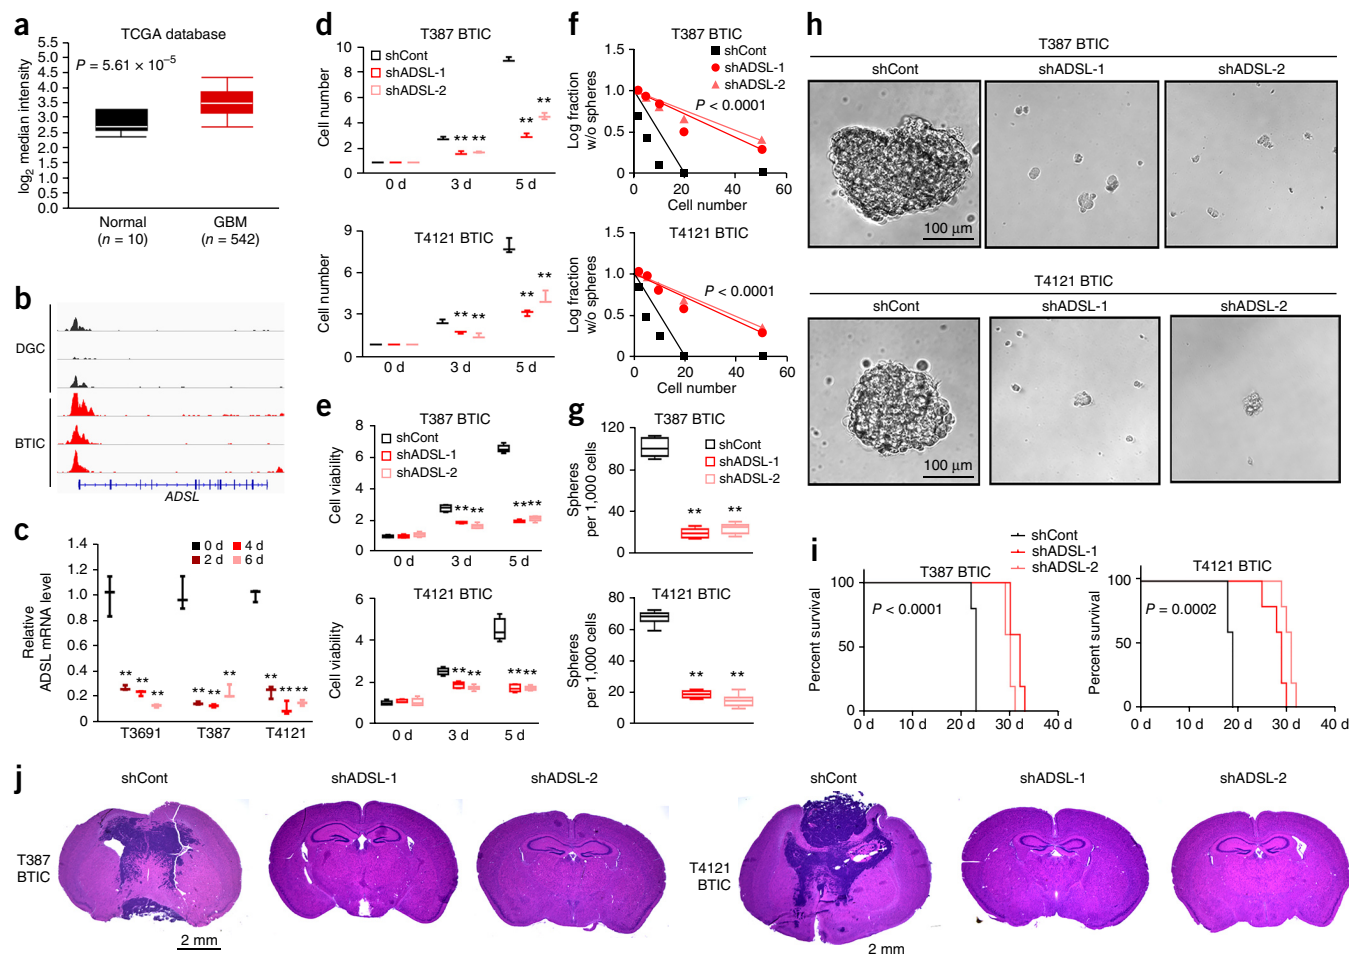 a
TCGA database
P = 5.61 × 10⁻⁵
log₂ median intensity
5.5
5.0
4.5
4.0
3.5
3.0
2.5
2.0
1.5
1.0
0.5
0.0
Normal
(n = 10)
GBM
(n = 542)
b
DGC
BTIC
ADSL
c
Relative
ADSL mRNA level
1.4
1.2
1.0
0.8
0.6
0.4
0.2
0
0 d
4 d
2 d
6 d
** ** **
** ** **
** ** **
T3691
T387
T4121
d
T387 BTIC
Cell number
10
8
6
4
2
0
shCont
shADSL-1
shADSL-2
** **
** **
0 d
3 d
5 d
T4121 BTIC
Cell number
9
6
3
0
** **
** **
0 d
3 d
5 d
e
T387 BTIC
Cell viability
8
6
4
2
0
shCont
shADSL-1
shADSL-2
** **
** **
0 d
3 d
5 d
T4121 BTIC
Cell viability
6
4
2
0
** **
** **
0 d
3 d
5 d
f
T387 BTIC
Log fraction
w/o spheres
1.5
1.0
0.5
0
shCont
shADSL-1
shADSL-2
P < 0.0001
0 20 40 60
Cell number
T4121 BTIC
Log fraction
w/o spheres
1.5
1.0
0.5
0
P < 0.0001
0 20 40 60
Cell number
g
T387 BTIC
Spheres
per 1,000 cells
120
80
40
0
shCont
shADSL-1
shADSL-2
** **
T4121 BTIC
Spheres
per 1,000 cells
80
60
40
20
0
** **
h
T387 BTIC
shCont
shADSL-1
shADSL-2
100 μm
T4121 BTIC
shCont
shADSL-1
shADSL-2
100 μm
i
shCont
shADSL-1
shADSL-2
T387 BTIC
Percent survival
100
50
0
P < 0.0001
0 d
10 d
20 d
30 d
40 d
T4121 BTIC
Percent survival
100
50
0
P = 0.0002
0 d
10 d
20 d
30 d
40 d
j
shCont
shADSL-1
shADSL-2
T387
BTIC
2 mm
shCont
shADSL-1
shADSL-2
T4121
BTIC
2 mm